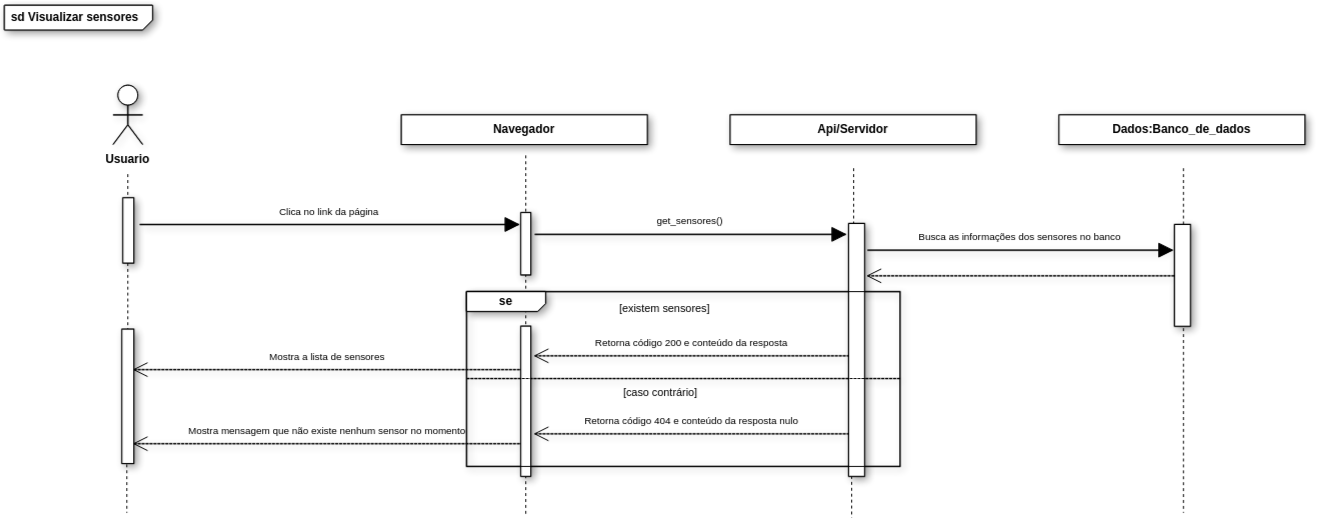 sd Visualizar sensores
Usuario
Navegador
Api/Servidor
Dados:Banco_de_dados
Clica no link da página
get_sensores()
Busca as informações dos sensores no banco
se
[existem sensores]
Retorna código 200 e conteúdo da resposta
Mostra a lista de sensores
[caso contrário]
Retorna código 404 e conteúdo da resposta nulo
Mostra mensagem que não existe nenhum sensor no momento